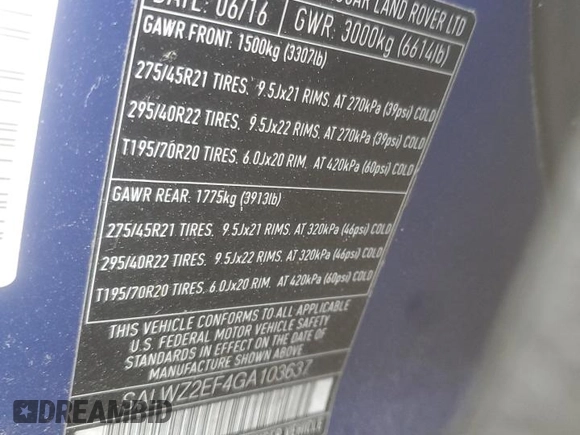 DATE: 06/16
JAGUAR LAND ROVER LTD
GWR: 3000kg (6614lb)
GAWR FRONT: 1500kg (3307lb)
275/45R21 TIRES. 9.5Jx21 RIMS. AT 270kPa (39psi) COLD
295/40R22 TIRES. 9.5Jx22 RIMS. AT 270kPa (39psi) COLD
T195/70R20 TIRES. 6.0Jx20 RIM. AT 420kPa (60psi) COLD
GAWR REAR: 1775kg (3913lb)
275/45R21 TIRES. 9.5Jx21 RIMS. AT 320kPa (46psi) COLD
295/40R22 TIRES. 9.5Jx22 RIMS. AT 320kPa (46psi) COLD
T195/70R20 TIRES. 6.0Jx20 RIM. AT 420kPa (60psi) COLD
THIS VEHICLE CONFORMS TO ALL APPLICABLE
U.S. FEDERAL MOTOR VEHICLE SAFETY
STANDARDS IN EFFECT ON THE DATE OF
MANUFACTURE SHOWN ABOVE
SALWZ2EF4GA103637
DREAMBID